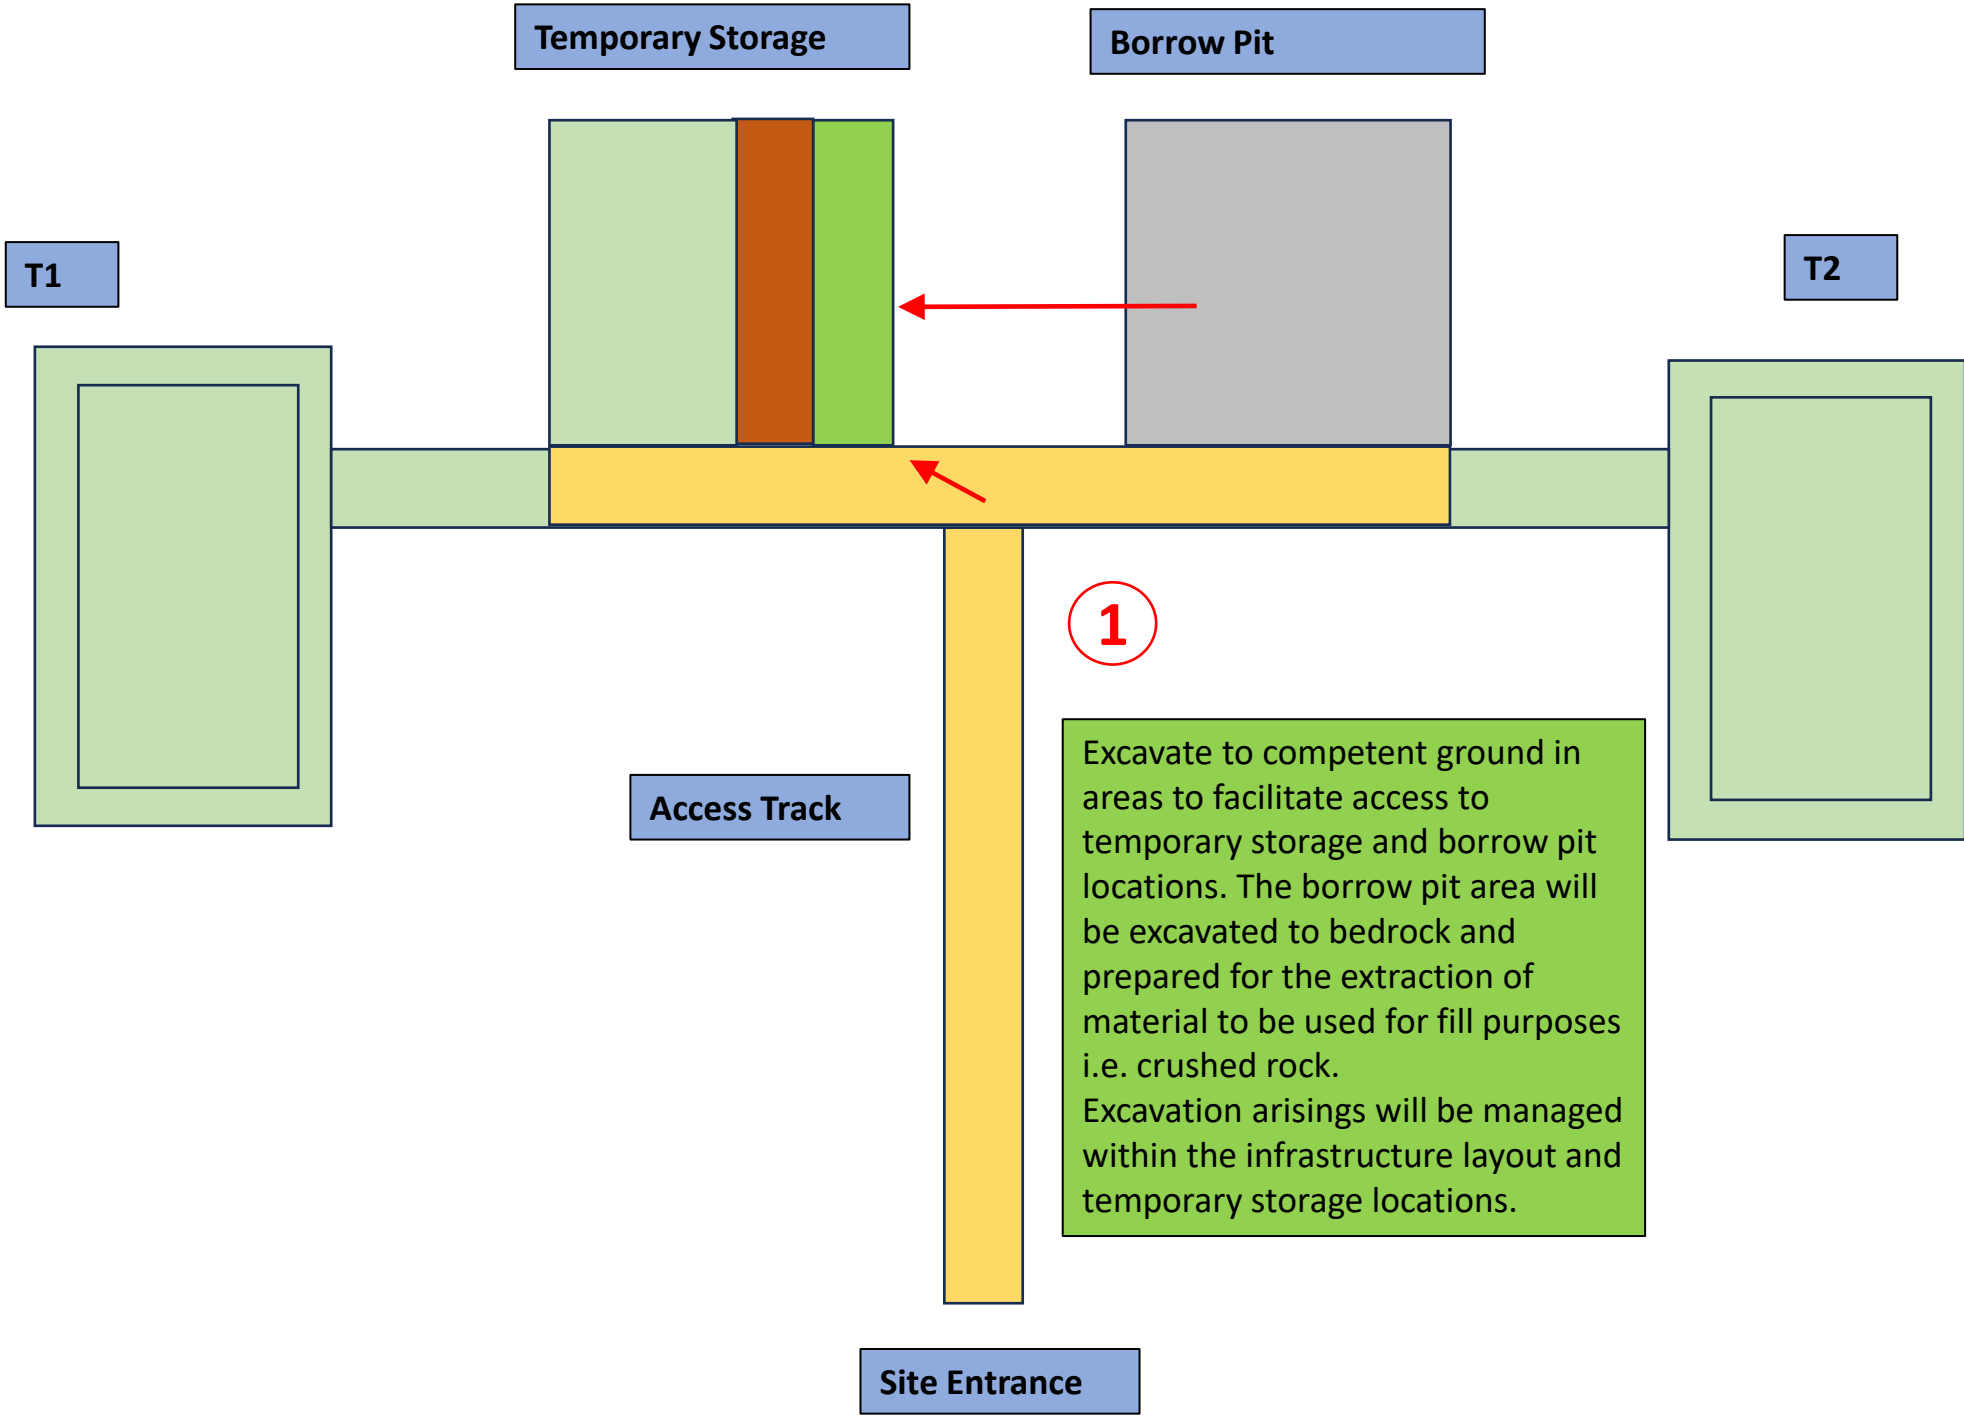 Temporary Storage
Borrow Pit
T1
T2
1
Access Track
Excavate to competent ground in
areas to facilitate access to
temporary storage and borrow pit
locations. The borrow pit area will
be excavated to bedrock and
prepared for the extraction of
material to be used for fill purposes
i.e. crushed rock.
Excavation arisings will be managed
within the infrastructure layout and
temporary storage locations.
Site Entrance